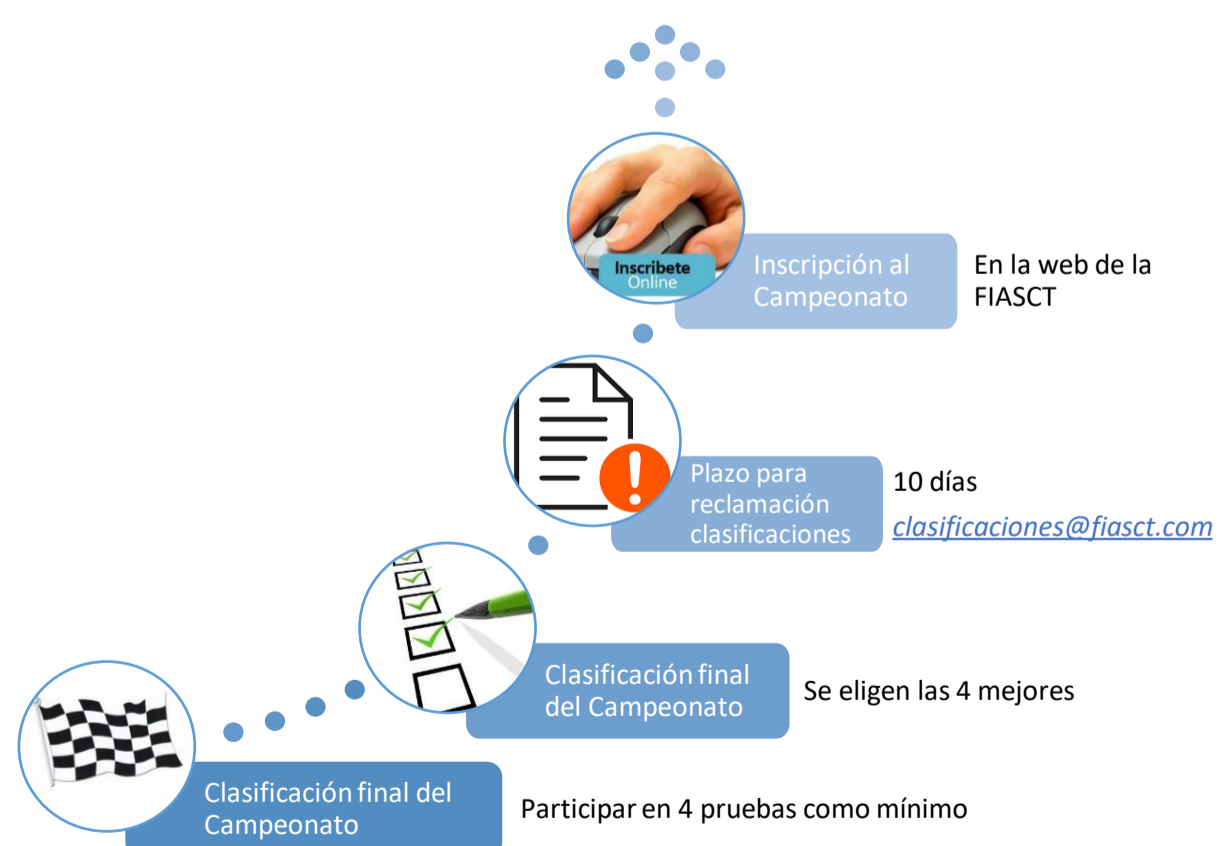 Inscribete
Online
Inscripción al
Campeonato
En la web de la
FIASCT
Plazo para
reclamación
clasificaciones
10 días
clasificaciones@fiasct.com
Clasificación final
del Campeonato
Se eligen las 4 mejores
Clasificación final del
Campeonato
Participar en 4 pruebas como mínimo